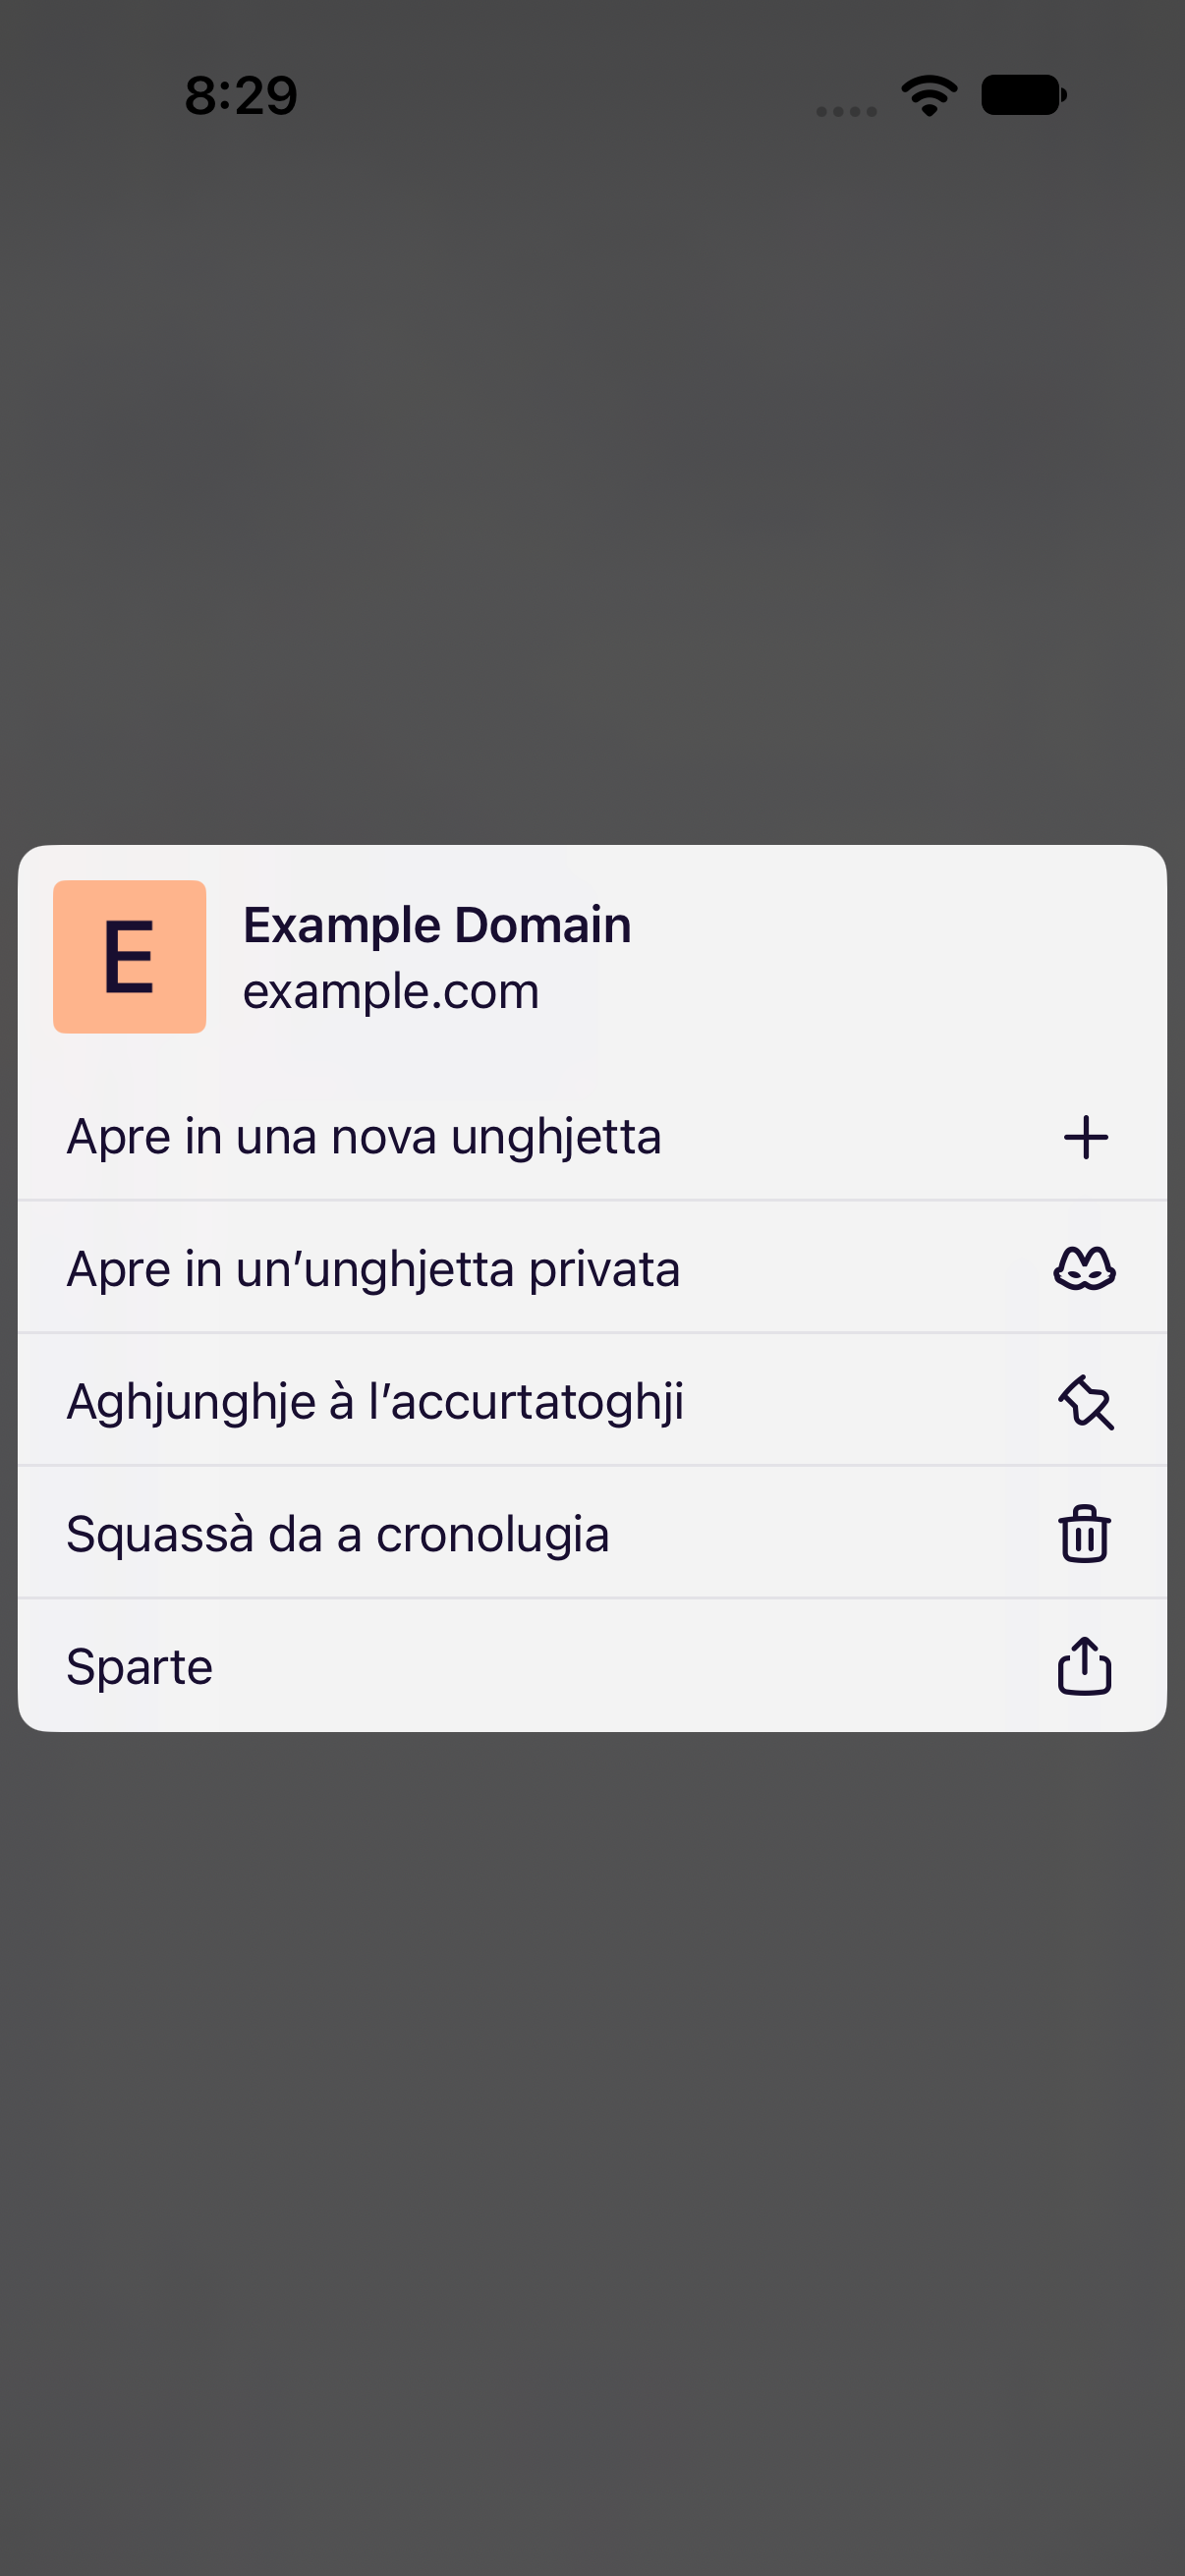 8:29
E
Example Domain
example.com
Apre in una nova unghjetta
Apre in un’unghjetta privata
Aghjunghje à l’accurtatoghji
Squassà da a cronolugia
Sparte